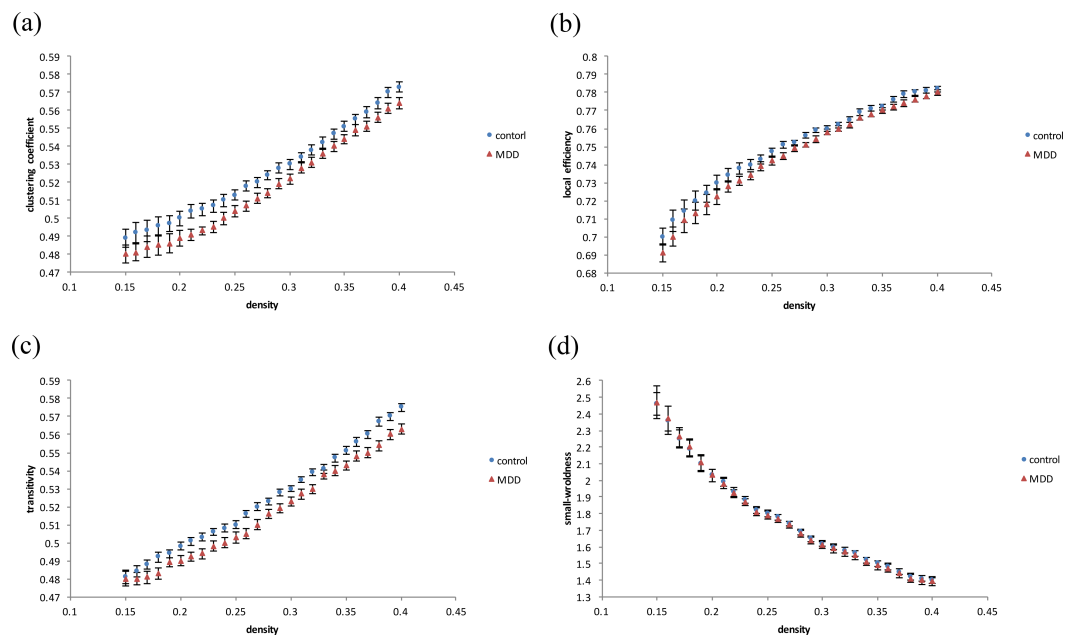 (a)
0.59
0.58
0.57
0.56
0.55
0.54
0.53
0.52
0.51
0.5
0.49
0.48
0.47
0.1 0.15 0.2 0.25 0.3 0.35 0.4 0.45
clustering coefficient
density
contorl
MDD
(b)
0.8
0.79
0.78
0.77
0.76
0.75
0.74
0.73
0.72
0.71
0.7
0.69
0.68
0.1 0.15 0.2 0.25 0.3 0.35 0.4 0.45
local efficiency
density
control
MDD
(c)
0.59
0.58
0.57
0.56
0.55
0.54
0.53
0.52
0.51
0.5
0.49
0.48
0.47
0.1 0.15 0.2 0.25 0.3 0.35 0.4 0.45
transitivity
density
control
MDD
(d)
2.6
2.5
2.4
2.3
2.2
2.1
2
1.9
1.8
1.7
1.6
1.5
1.4
1.3
0.1 0.15 0.2 0.25 0.3 0.35 0.4 0.45
small-wroldness
density
control
MDD